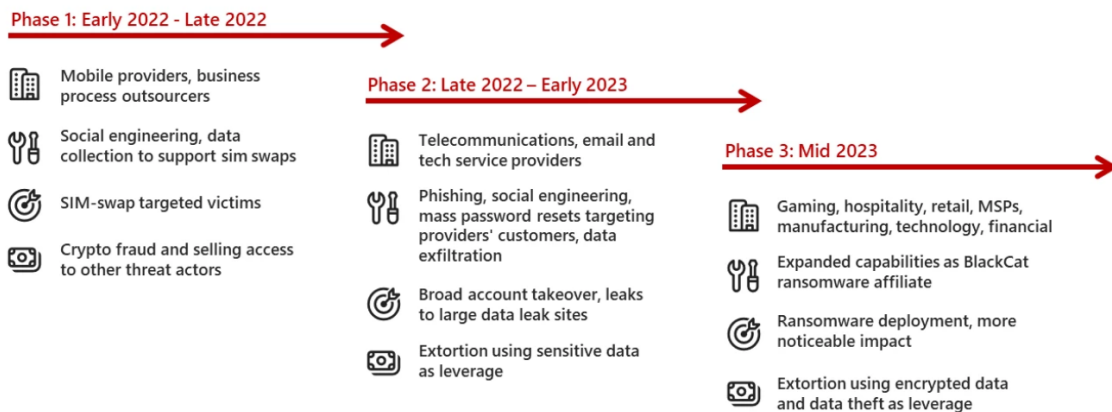 Phase 1: Early 2022 - Late 2022
Mobile providers, business
process outsourcers
Social engineering, data
collection to support sim swaps
SIM-swap targeted victims
Crypto fraud and selling access
to other threat actors
Phase 2: Late 2022 – Early 2023
Telecommunications, email and
tech service providers
Phishing, social engineering,
mass password resets targeting
providers' customers, data
exfiltration
Broad account takeover, leaks
to large data leak sites
Extortion using sensitive data
as leverage
Phase 3: Mid 2023
Gaming, hospitality, retail, MSPs,
manufacturing, technology, financial
Expanded capabilities as BlackCat
ransomware affiliate
Ransomware deployment, more
noticeable impact
Extortion using encrypted data
and data theft as leverage